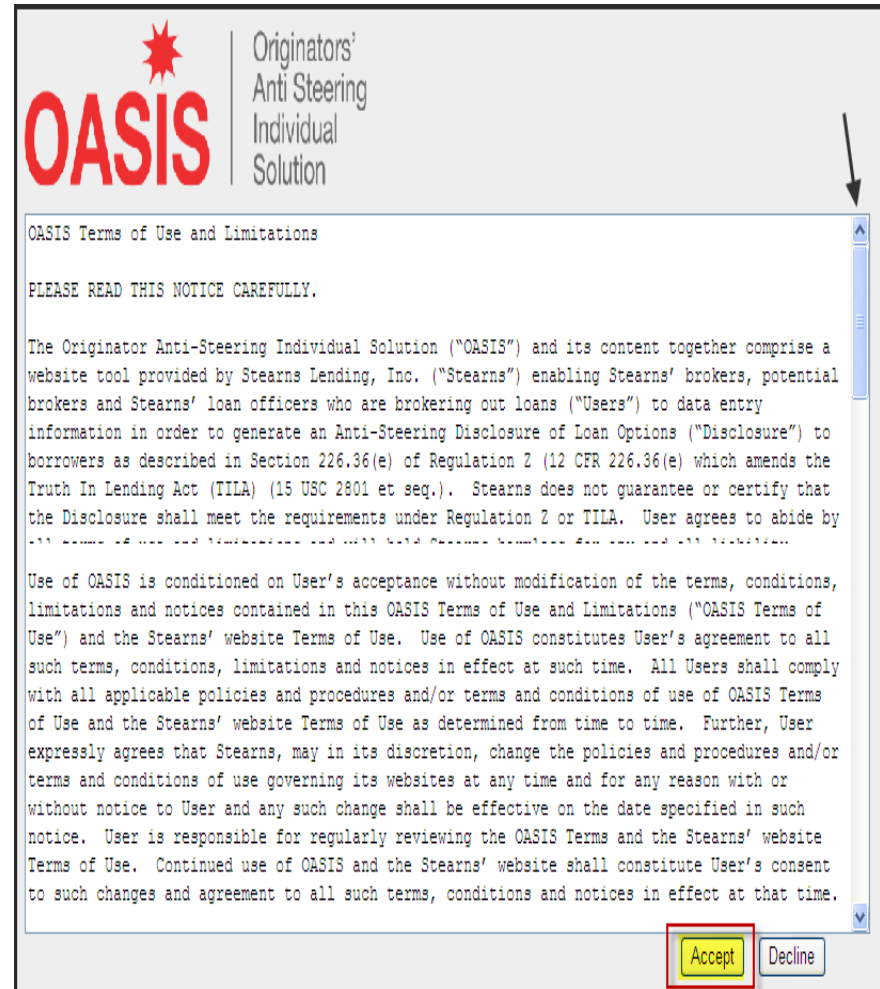 OASIS
Originators'
Anti Steering
Individual
Solution
OASIS Terms of Use and Limitations
PLEASE READ THIS NOTICE CAREFULLY.
The Originator Anti-Steering Individual Solution (“OASIS”) and its content together comprise a
website tool provided by Stearns Lending, Inc. (“Stearns”) enabling Stearns’ brokers, potential
brokers and Stearns’ loan officers who are brokering out loans (“Users”) to data entry
information in order to generate an Anti-Steering Disclosure of Loan Options (“Disclosure”) to
borrowers as described in Section 226.36(e) of Regulation Z (12 CFR 226.36(e) which amends the
Truth In Lending Act (TILA) (15 USC 2801 et seq.).  Stearns does not guarantee or certify that
the Disclosure shall meet the requirements under Regulation Z or TILA.  User agrees to abide by
all terms of use and limitations and will hold Stearns harmless for any and all liability
Use of OASIS is conditioned on User’s acceptance without modification of the terms, conditions,
limitations and notices contained in this OASIS Terms of Use and Limitations (“OASIS Terms of
Use”) and the Stearns’ website Terms of Use.  Use of OASIS constitutes User’s agreement to all
such terms, conditions, limitations and notices in effect at such time.  All Users shall comply
with all applicable policies and procedures and/or terms and conditions of use of OASIS Terms
of Use and the Stearns’ website Terms of Use as determined from time to time.  Further, User
expressly agrees that Stearns, may in its discretion, change the policies and procedures and/or
terms and conditions of use governing its websites at any time and for any reason with or
without notice to User and any such change shall be effective on the date specified in such
notice.  User is responsible for regularly reviewing the OASIS Terms and the Stearns’ website
Terms of Use.  Continued use of OASIS and the Stearns’ website shall constitute User’s consent
to such changes and agreement to all such terms, conditions and notices in effect at that time.
Accept
Decline